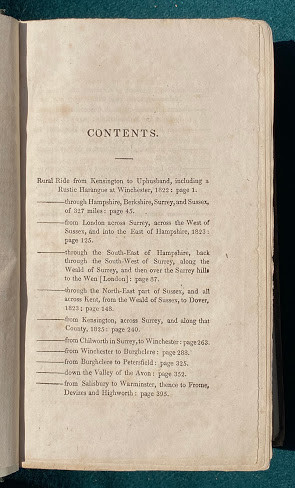 CONTENTS.
Rural Ride from Kensington to Uphusband, including a
Rustic Harangue at Winchester, 1822: page 1.
———through Hampshire, Berkshire, Surrey, and Sussex,
of 327 miles: page 45.
———from London across Surrey, across the West of
Sussex, and into the East of Hampshire, 1823:
page 125.
———through the South-East of Hampshire, back
through the South-West of Surrey, along the
Weald of Surrey, and then over the Surrey hills
to the Wen [London]: page 87.
———through the North-East part of Sussex, and all
across Kent, from the Weald of Sussex, to Dover,
1823; page 148.
———from Kensington, across Surrey, and along that
County, 1825: page 240.
———from Chilworth in Surrey, to Winchester: page 263.
———from Winchester to Burghclere: page 288.
———from Burghclere to Petersfield: page 325.
———down the Valley of the Avon: page 352.
———from Salisbury to Warminster, thence to Frome,
Devizes and Highworth: page 395.